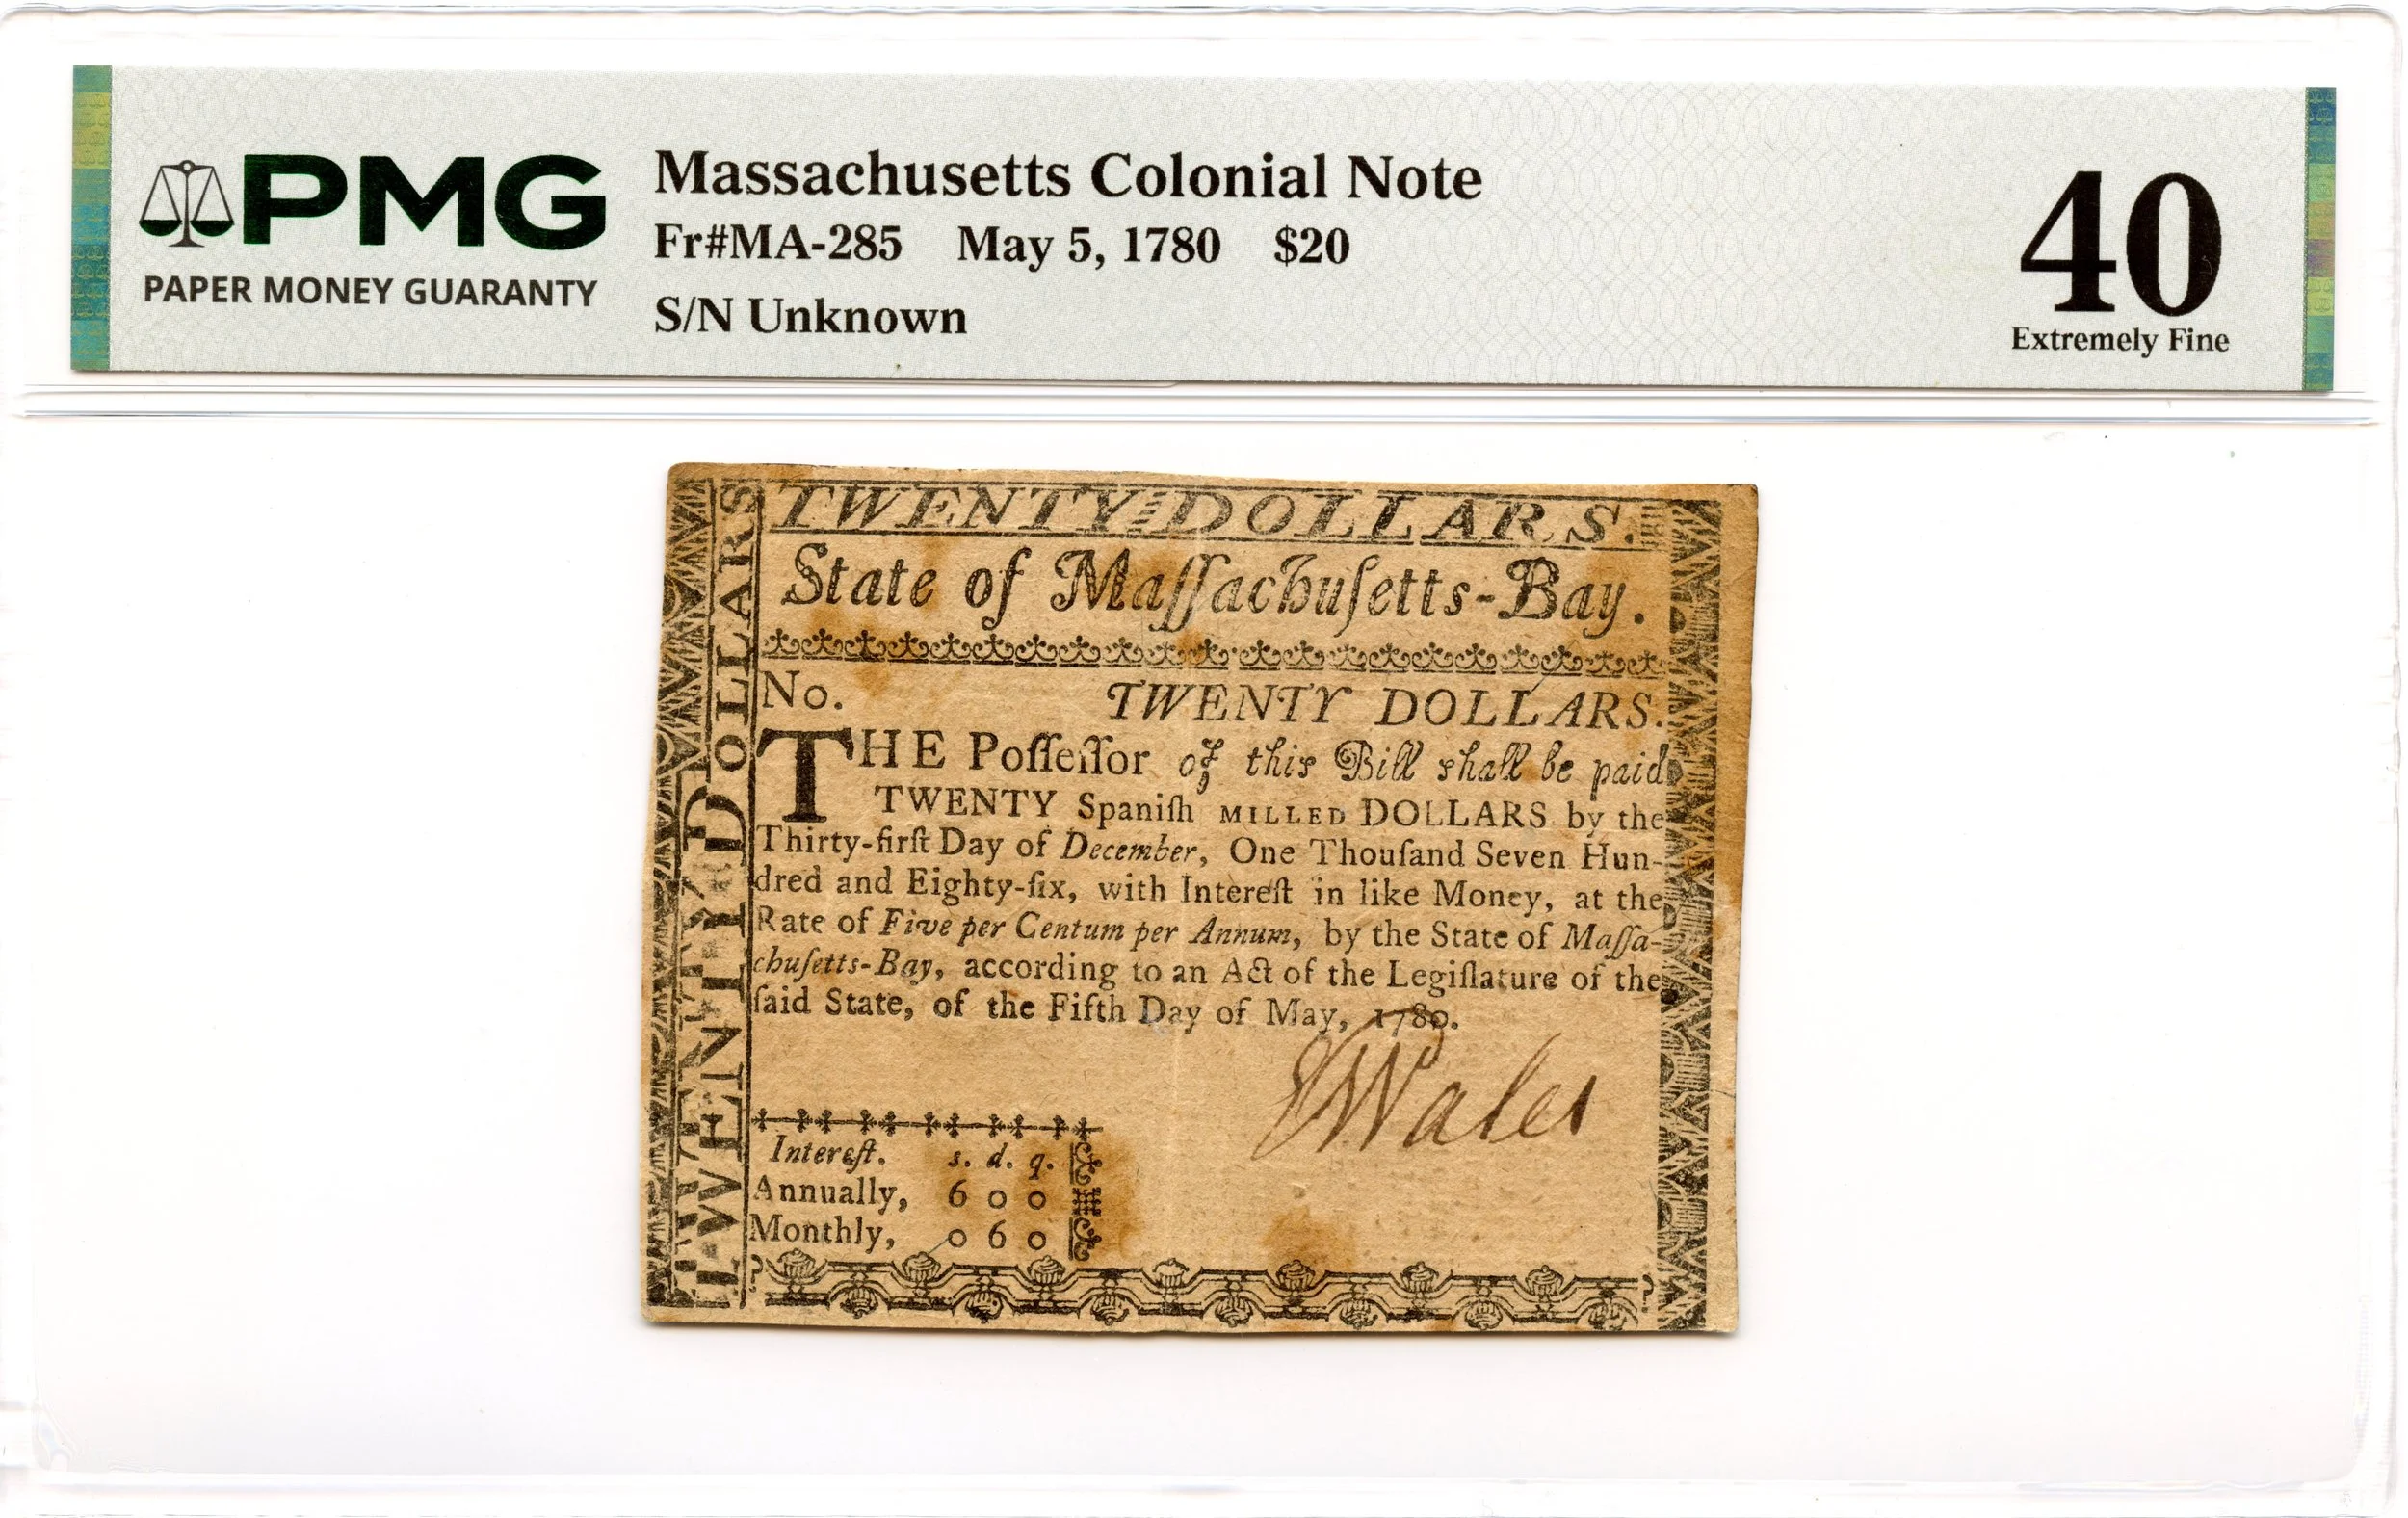 PMG
PAPER MONEY GUARANTY
Massachusetts Colonial Note
Fr#MA-285 May 5, 1780 $20
S/N Unknown
40
Extremely Fine
TWENTY DOLLARS
TWENTY DOLLARS.
State of Maſſachuſetts-Bay.
No. TWENTY DOLLARS.
THE Poſſeſſor of this Bill shall be paid
TWENTY Spaniſh MILLED DOLLARS by the
Thirty-firſt Day of December, One Thouſand Seven Hun-
dred and Eighty-ſix, with Intereſt in like Money, at the
Rate of Five per Centum per Annum, by the State of Maſſa-
chuſetts-Bay, according to an Act of the Legiſlature of the
ſaid State, of the Fifth Day of May, 1780.
TWales
Intereſt. s. d. q.
Annually, 6 0 0
Monthly, 0 6 0